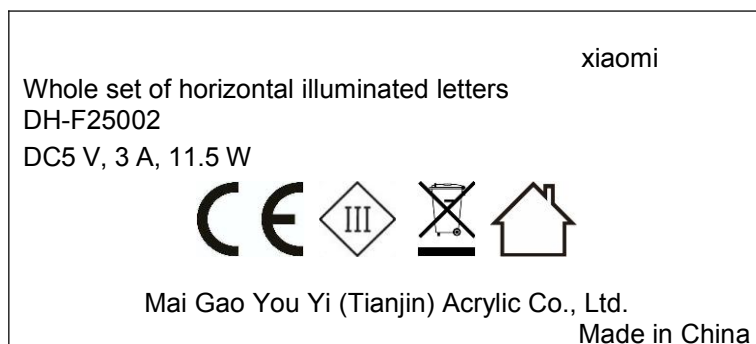 xiaomi
Whole set of horizontal illuminated letters
DH-F25002
DC5 V, 3 A, 11.5 W
CE
III
Mai Gao You Yi (Tianjin) Acrylic Co., Ltd.
Made in China